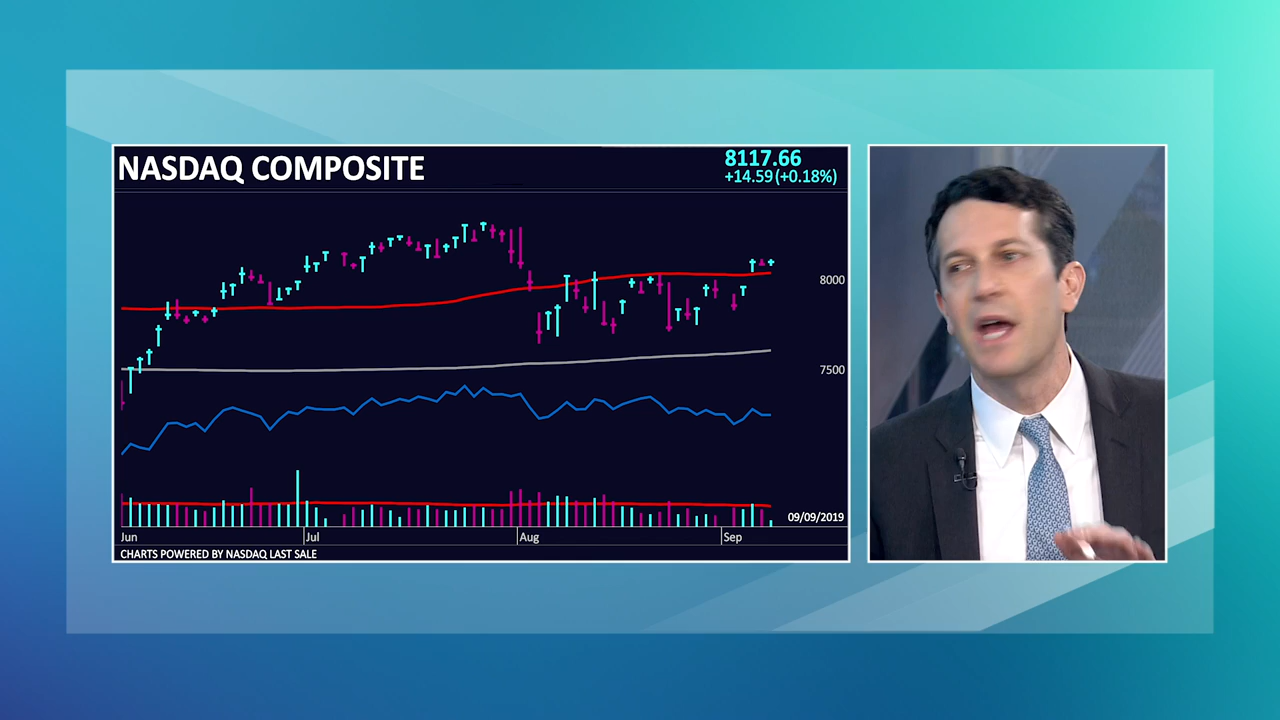 NASDAQ COMPOSITE
8117.66
+14.59 (+0.18%)
8000
7500
09/09/2019
Jun Jul Aug Sep
CHARTS POWERED BY NASDAQ LAST SALE